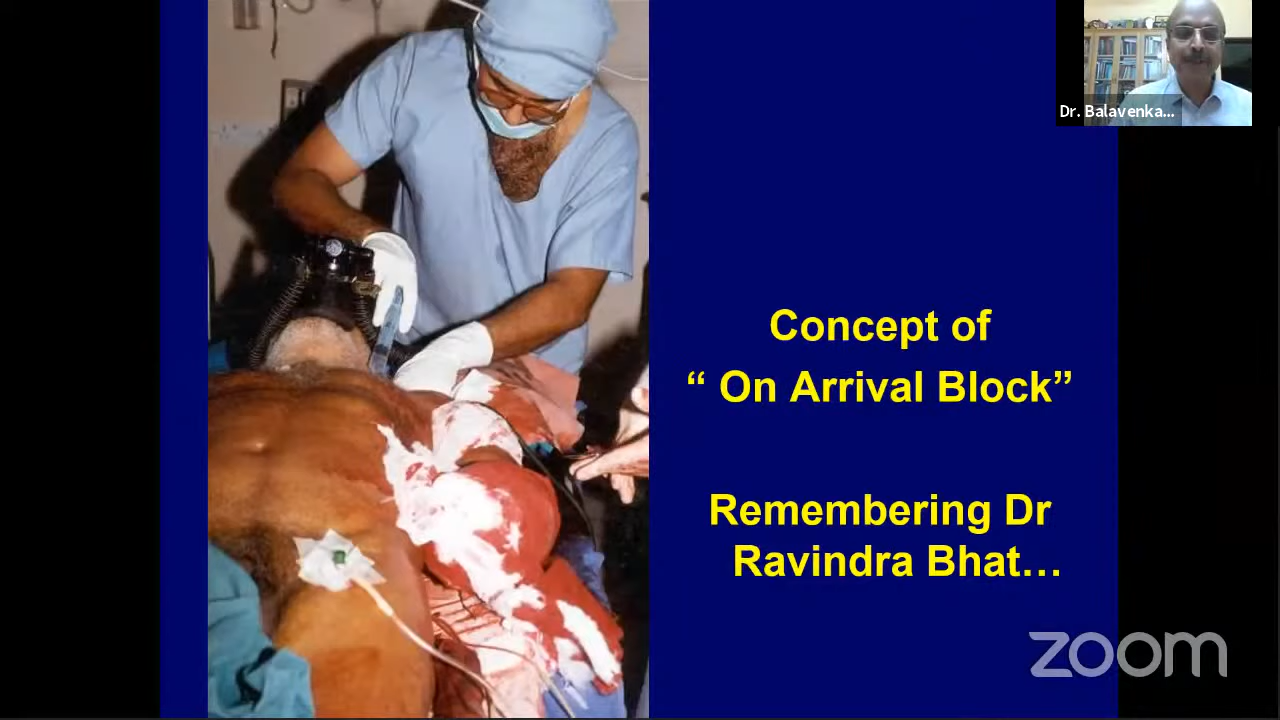 Dr. Balavenka...
Concept of
“ On Arrival Block”
Remembering Dr
Ravindra Bhat…
zoom